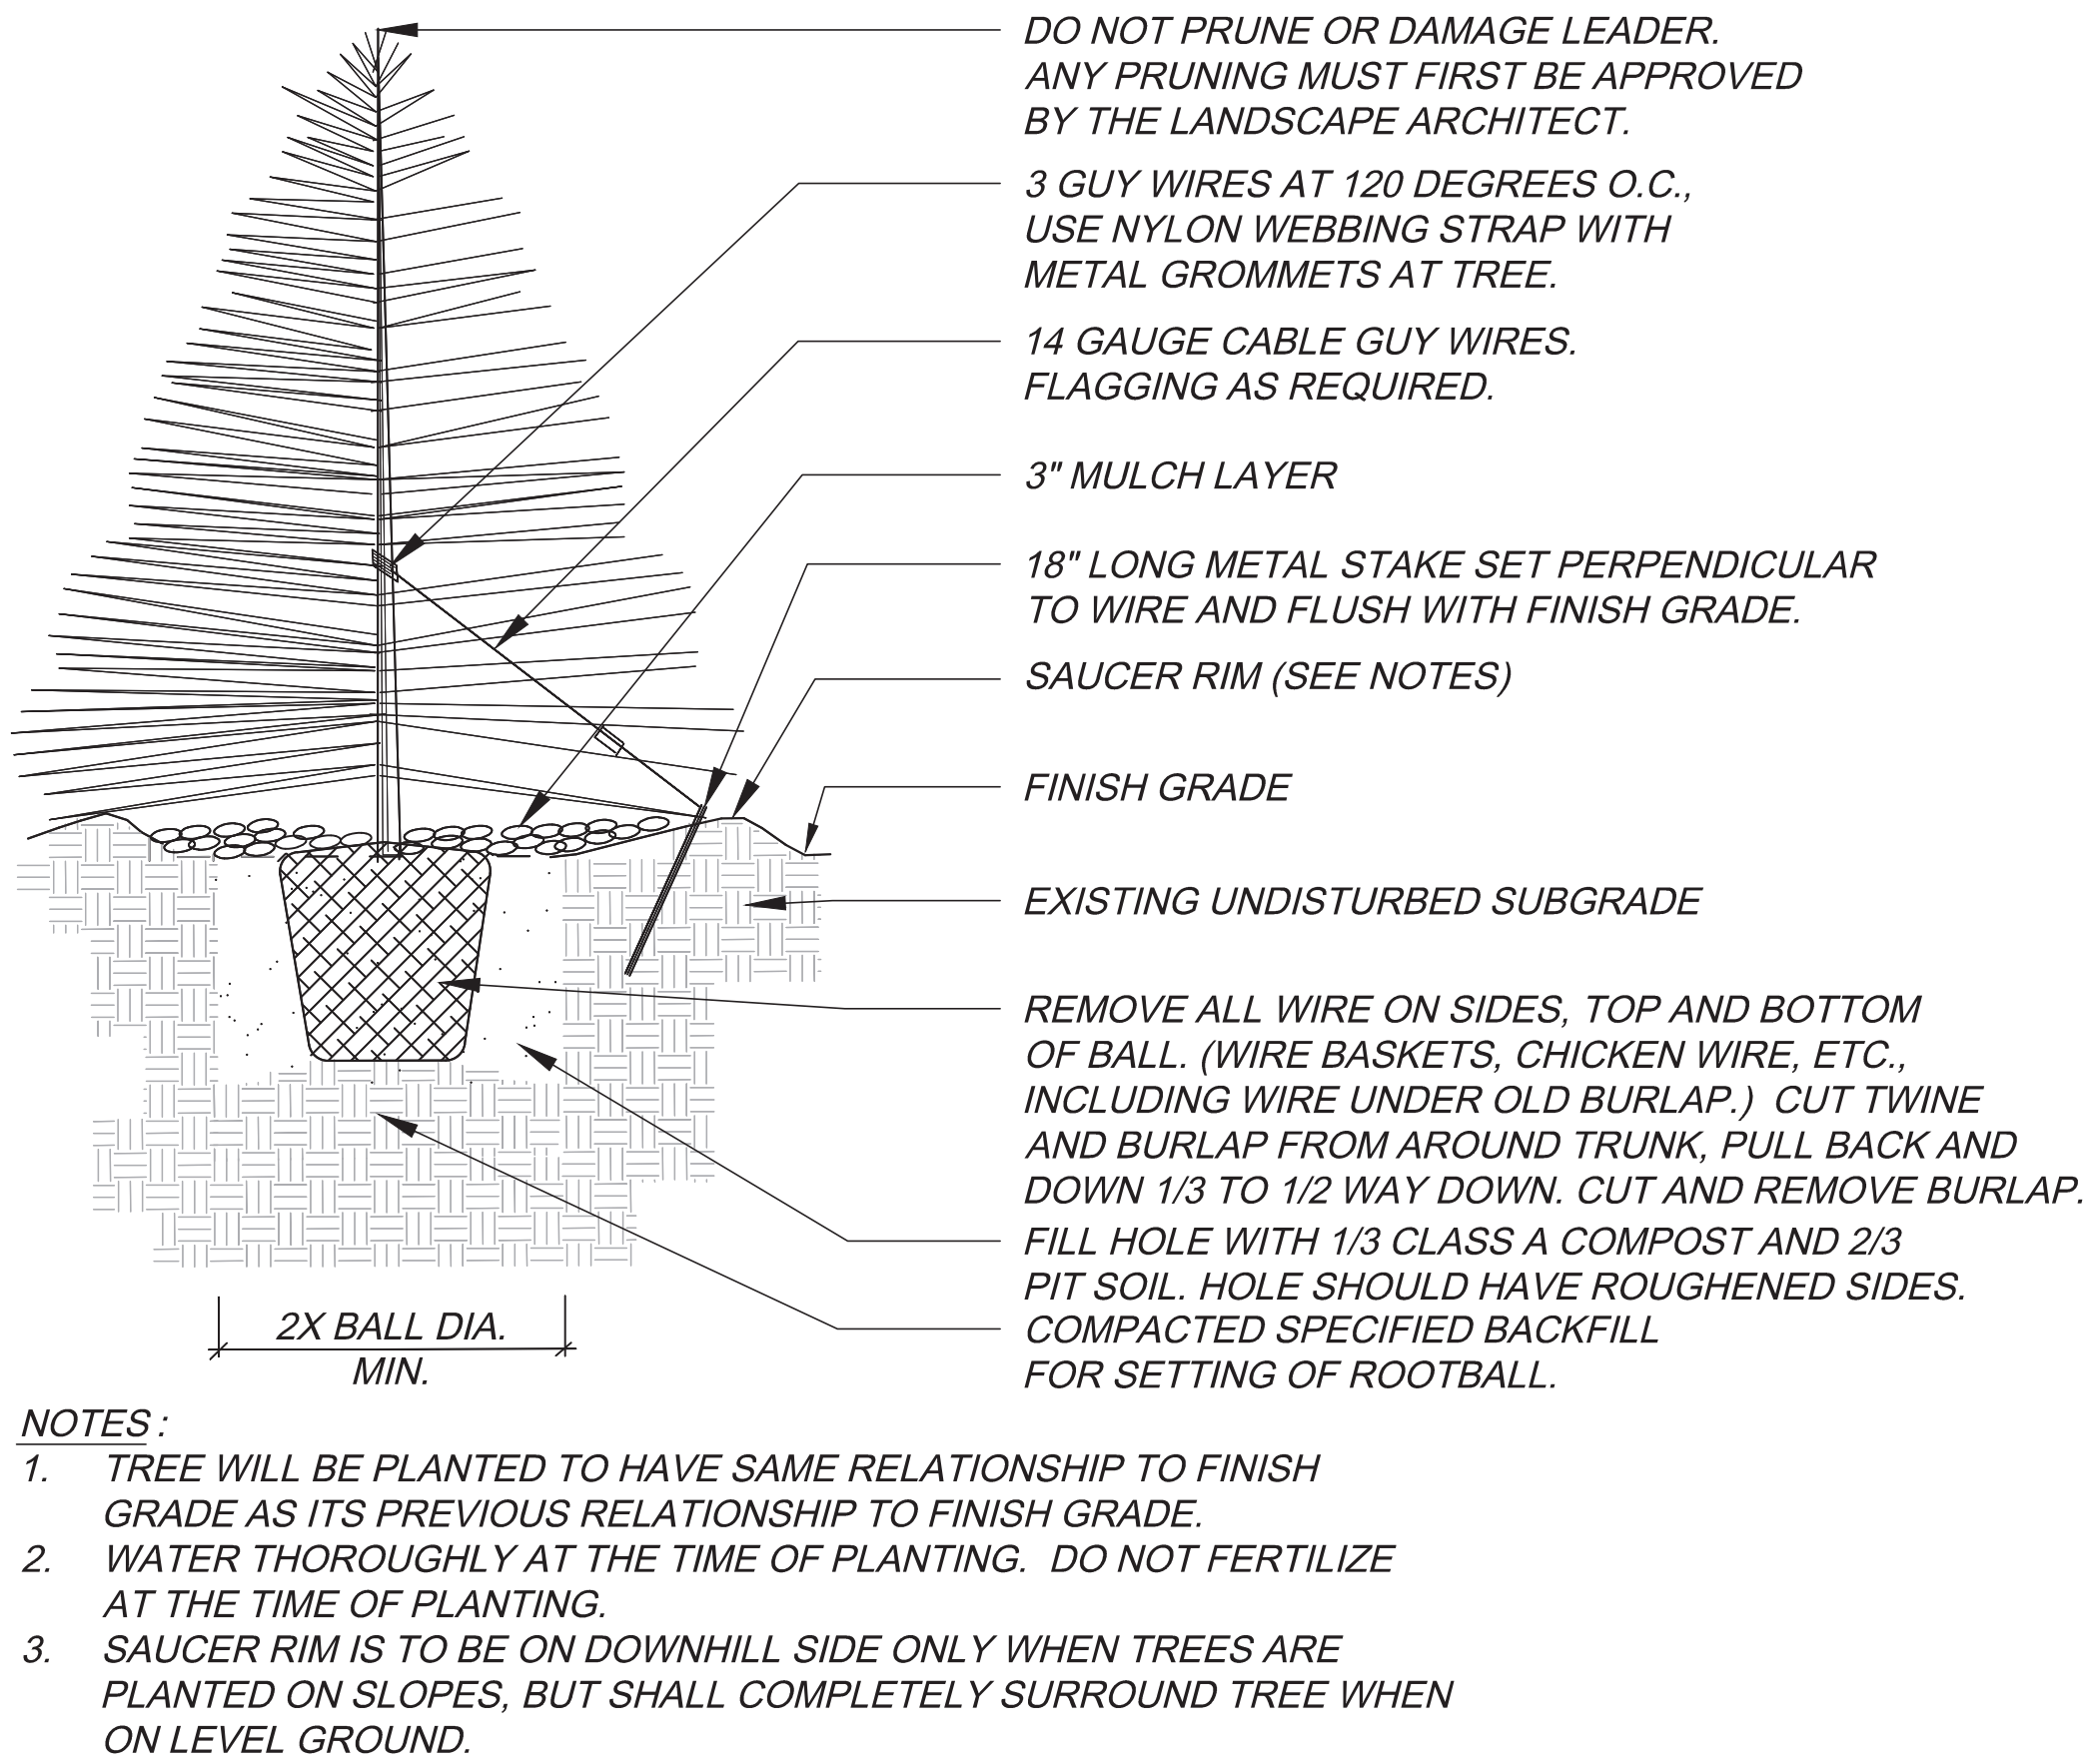 DO NOT PRUNE OR DAMAGE LEADER.
ANY PRUNING MUST FIRST BE APPROVED
BY THE LANDSCAPE ARCHITECT.
3 GUY WIRES AT 120 DEGREES O.C.,
USE NYLON WEBBING STRAP WITH
METAL GROMMETS AT TREE.
14 GAUGE CABLE GUY WIRES.
FLAGGING AS REQUIRED.
3" MULCH LAYER
18" LONG METAL STAKE SET PERPENDICULAR
TO WIRE AND FLUSH WITH FINISH GRADE.
SAUCER RIM (SEE NOTES)
FINISH GRADE
EXISTING UNDISTURBED SUBGRADE
REMOVE ALL WIRE ON SIDES, TOP AND BOTTOM
OF BALL. (WIRE BASKETS, CHICKEN WIRE, ETC.,
INCLUDING WIRE UNDER OLD BURLAP.) CUT TWINE
AND BURLAP FROM AROUND TRUNK, PULL BACK AND
DOWN 1/3 TO 1/2 WAY DOWN. CUT AND REMOVE BURLAP.
FILL HOLE WITH 1/3 CLASS A COMPOST AND 2/3
PIT SOIL. HOLE SHOULD HAVE ROUGHENED SIDES.
COMPACTED SPECIFIED BACKFILL
FOR SETTING OF ROOTBALL.
2X BALL DIA.
MIN.
NOTES :
1. TREE WILL BE PLANTED TO HAVE SAME RELATIONSHIP TO FINISH
GRADE AS ITS PREVIOUS RELATIONSHIP TO FINISH GRADE.
2. WATER THOROUGHLY AT THE TIME OF PLANTING. DO NOT FERTILIZE
AT THE TIME OF PLANTING.
3. SAUCER RIM IS TO BE ON DOWNHILL SIDE ONLY WHEN TREES ARE
PLANTED ON SLOPES, BUT SHALL COMPLETELY SURROUND TREE WHEN
ON LEVEL GROUND.